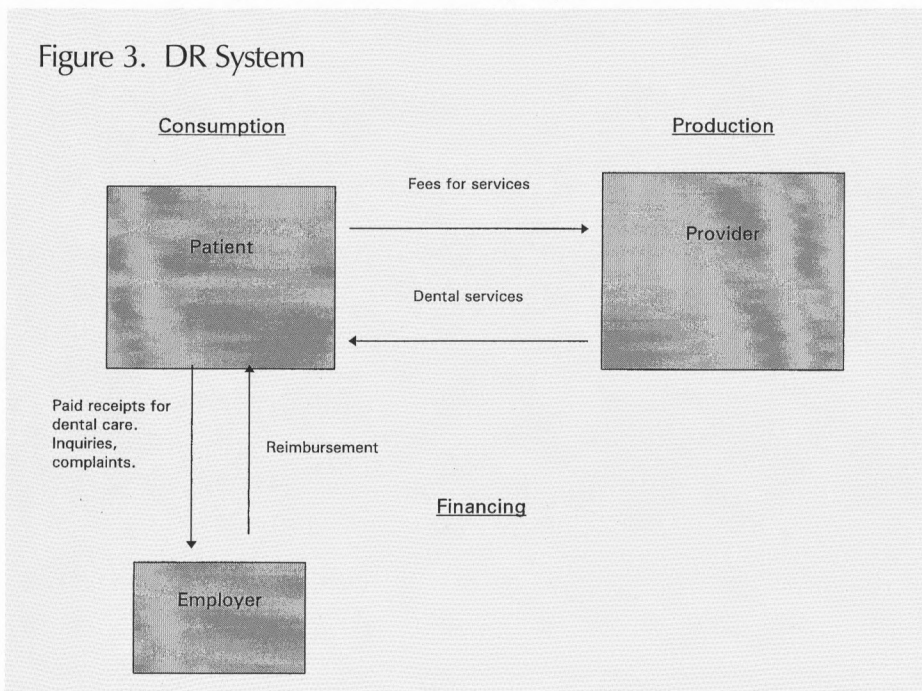 Figure 3. DR System
Consumption
Production
Fees for services
Patient
Provider
Dental services
Paid receipts for
dental care.
Inquiries,
complaints.
Reimbursement
Financing
Employer